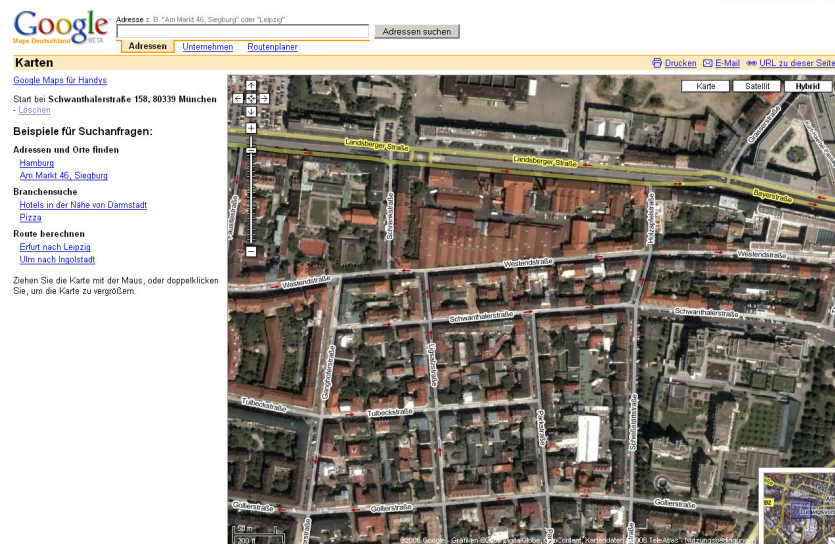 Google
Maps Deutschland BETA
Adresse z. B. "Am Markt 46, Siegburg" oder "Leipzig"
Adressen suchen
Adressen Unternehmen Routenplaner
Karten
Drucken E-Mail URL zu dieser Seite
Google Maps für Handys
Start bei Schwanthalerstraße 158, 80339 München
- Löschen
Beispiele für Suchanfragen:
Adressen und Orte finden
Hamburg
Am Markt 46, Siegburg
Branchensuche
Hotels in der Nähe von Darmstadt
Pizza
Route berechnen
Erfurt nach Leipzig
Ulm nach Ingolstadt
Ziehen Sie die Karte mit der Maus, oder doppelklicken
Sie, um die Karte zu vergrößern.
Karte Satellit Hybrid
Landsberger Straße
Landsberger Straße
Grasserstraße
Bayerstraße
Schrenkstraße
Holzapfelstraße
Westendstraße
Westendstraße
Westendstraße
Schwanthalerstraße
Schwanthalerstraße
Ganghoferstraße
Ligsalzstraße
Tulbeckstraße
Tulbeckstraße
Parkstraße
Schießstättstraße
Gollierstraße
Gollierstraße
Gollierstraße
50 m
200 ft